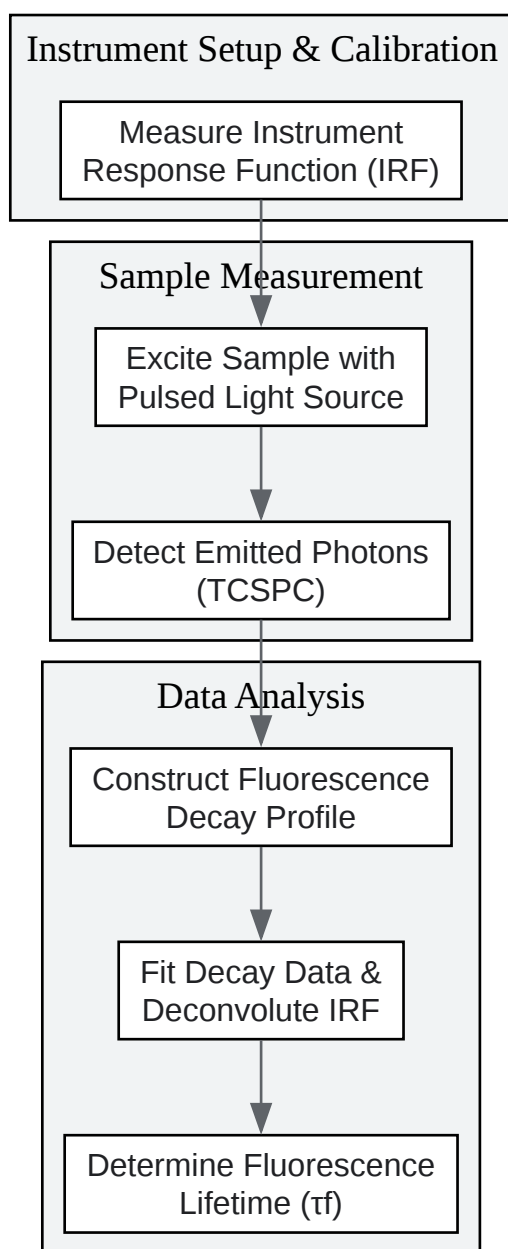 Instrument Setup & Calibration
Measure Instrument
Response Function (IRF)
Sample Measurement
Excite Sample with
Pulsed Light Source
Detect Emitted Photons
(TCSPC)
Data Analysis
Construct Fluorescence
Decay Profile
Fit Decay Data &
Deconvolute IRF
Determine Fluorescence
Lifetime (τf)